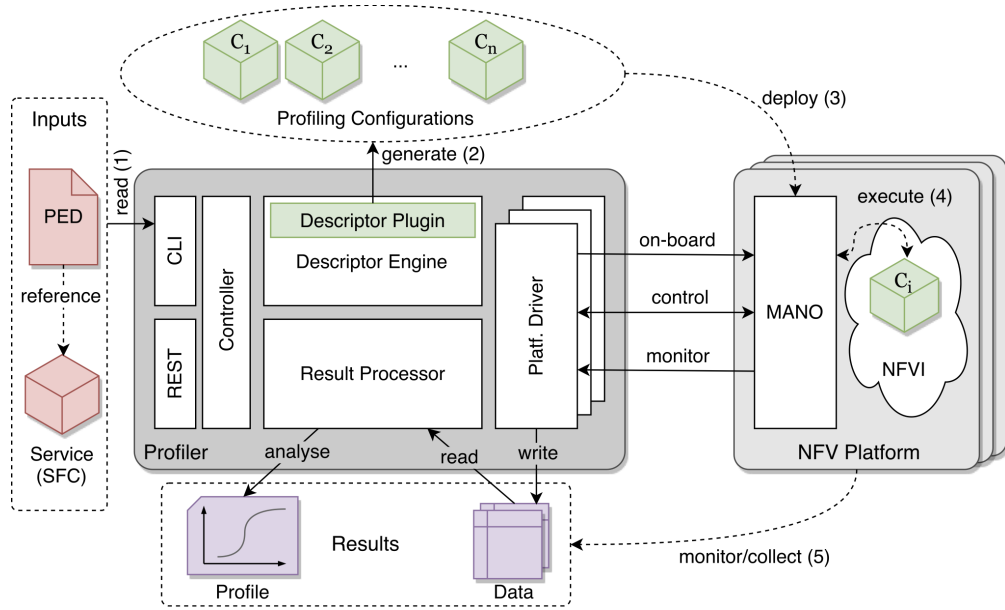 C1
C2
...
Cn
Profiling Configurations
deploy (3)
Inputs
PED
reference
Service
(SFC)
read (1)
generate (2)
CLI
REST
Controller
Descriptor Plugin
Descriptor Engine
Result Processor
Platf. Driver
Profiler
on-board
control
monitor
execute (4)
MANO
Ci
NFVI
NFV Platform
analyse
read
write
Results
Profile
Data
monitor/collect (5)